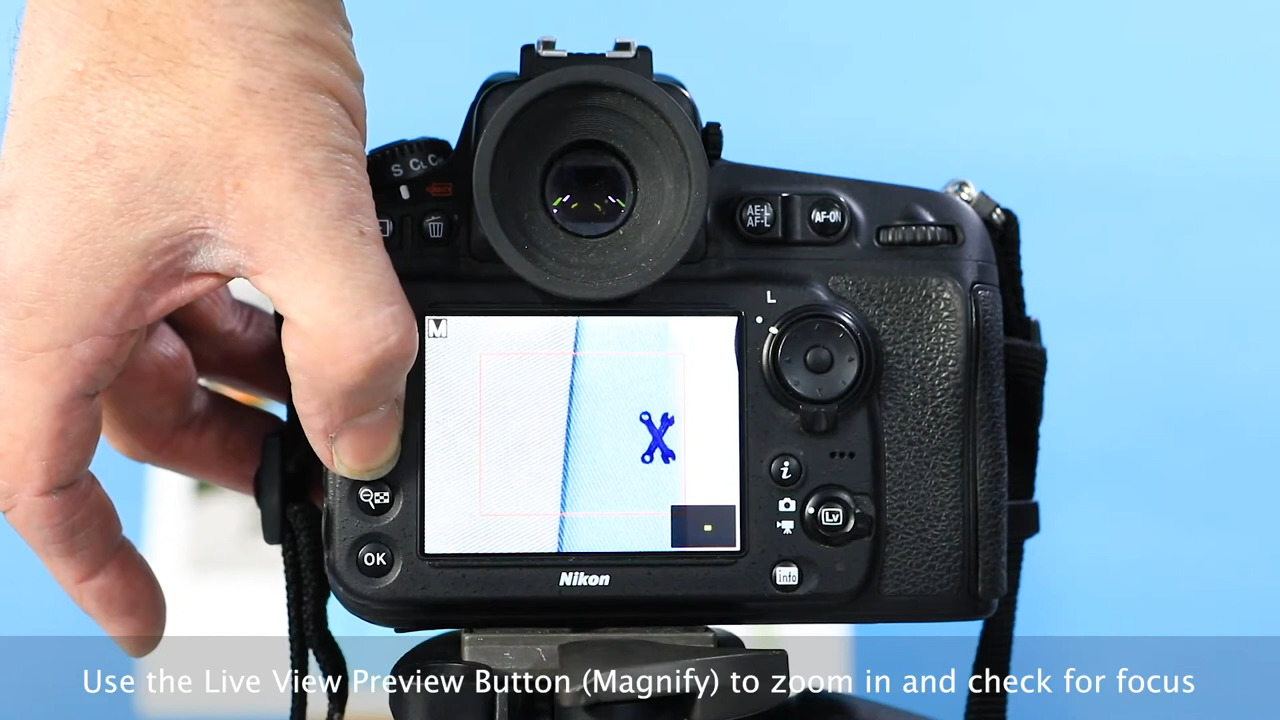 S CL CH
AE-L
AF-L
AF-ON
L
M
i
Lv
OK
info
Nikon
Use the Live View Preview Button (Magnify) to zoom in and check for focus